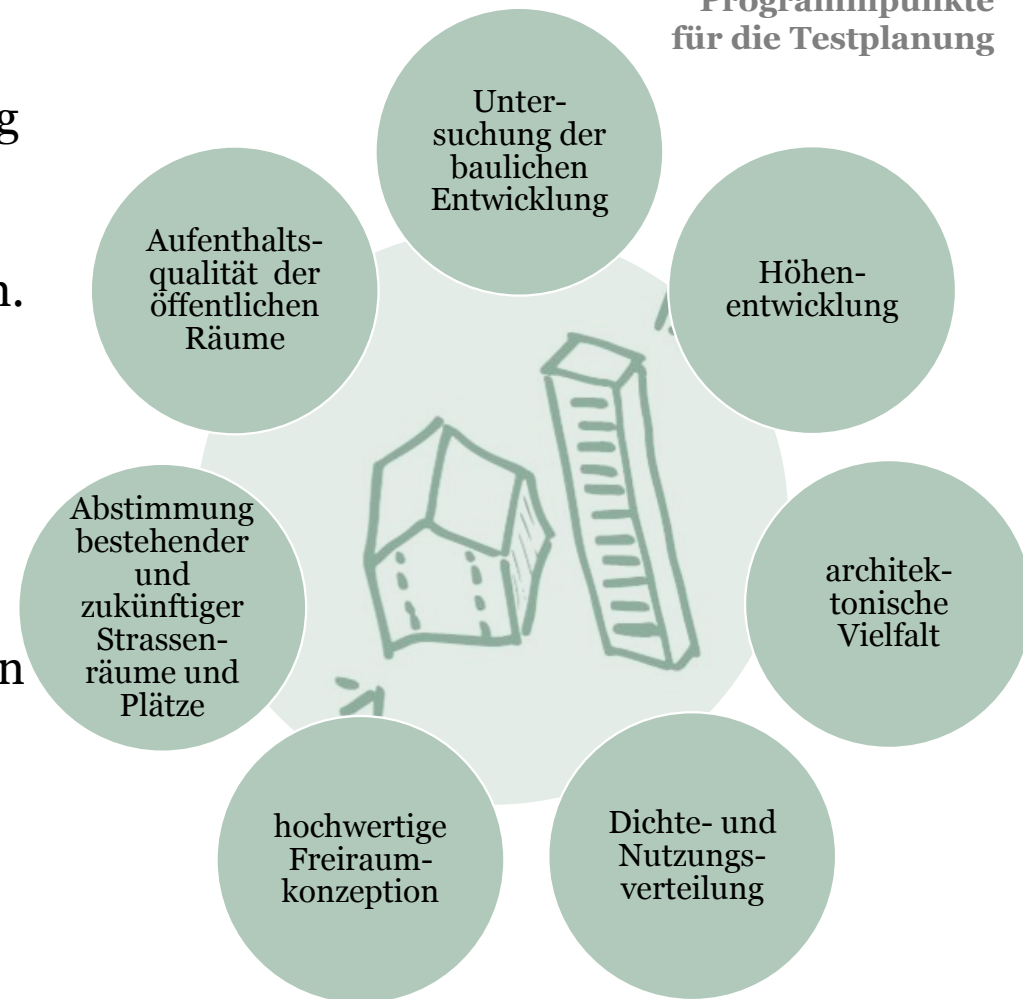 Programmpunkte
für die Testplanung
Unter-
suchung der
baulichen
Entwicklung
Höhen-
entwicklung
architek-
tonische
Vielfalt
Dichte- und
Nutzungs-
verteilung
hochwertige
Freiraum-
konzeption
Abstimmung
bestehender
und
zukünftiger
Strassen-
räume und
Plätze
Aufenthalts-
qualität der
öffentlichen
Räume